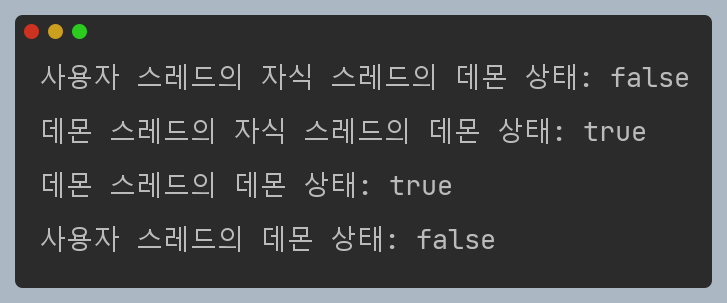 사용자 스레드의 자식 스레드의 데몬 상태: false
데몬 스레드의 자식 스레드의 데몬 상태: true
데몬 스레드의 데몬 상태: true
사용자 스레드의 데몬 상태: false